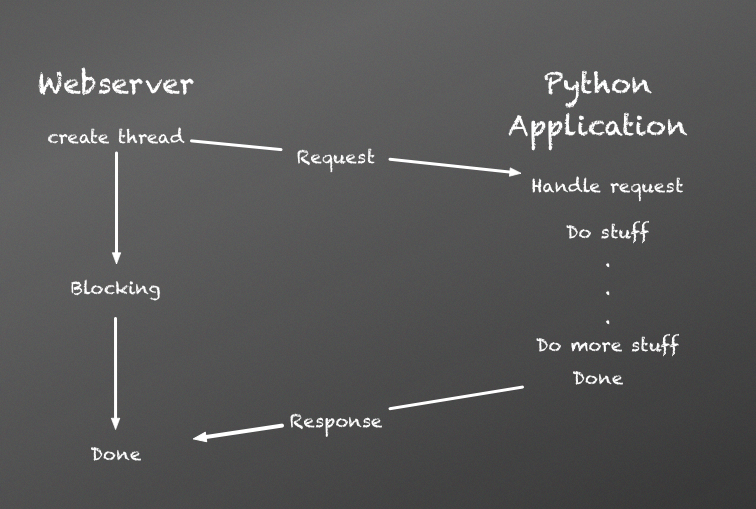 Webserver
Python
Application
create thread
Request
Handle request
Do stuff
.
.
.
Blocking
Do more stuff
Done
Response
Done